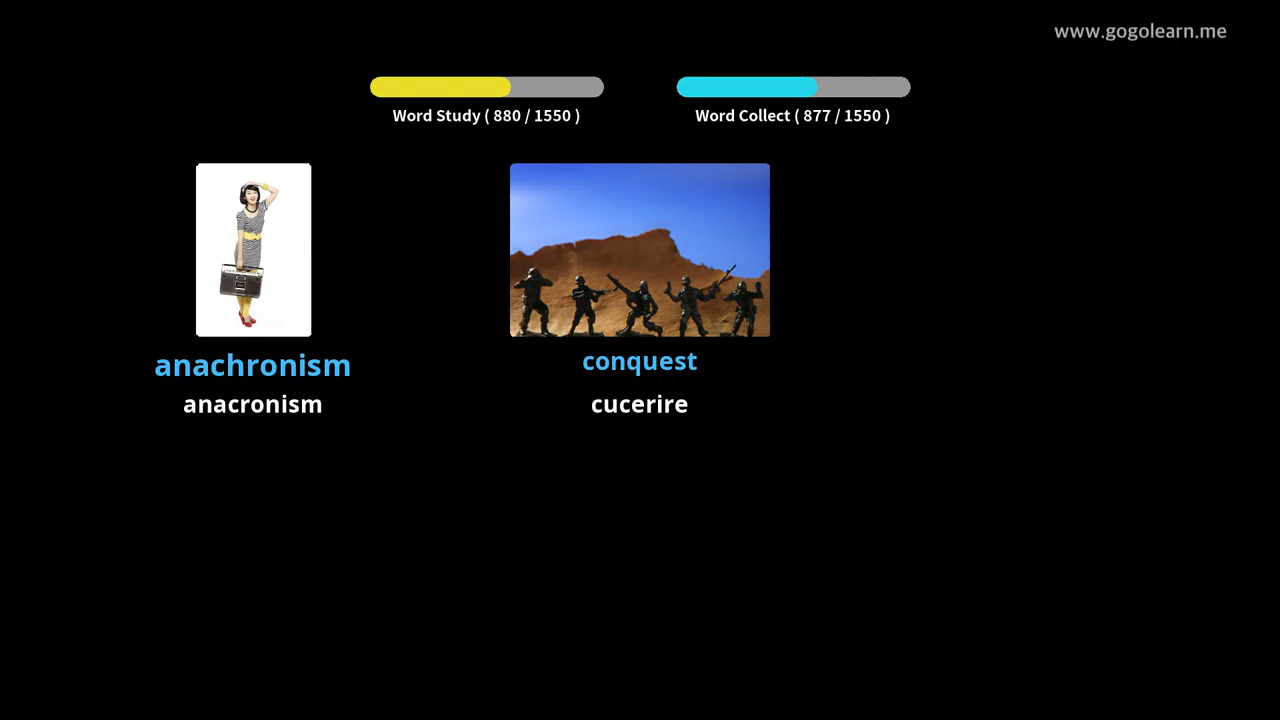 www.gogolearn.me
Word Study ( 880 / 1550 )
Word Collect ( 877 / 1550 )
anachronism
anacronism
conquest
cucerire